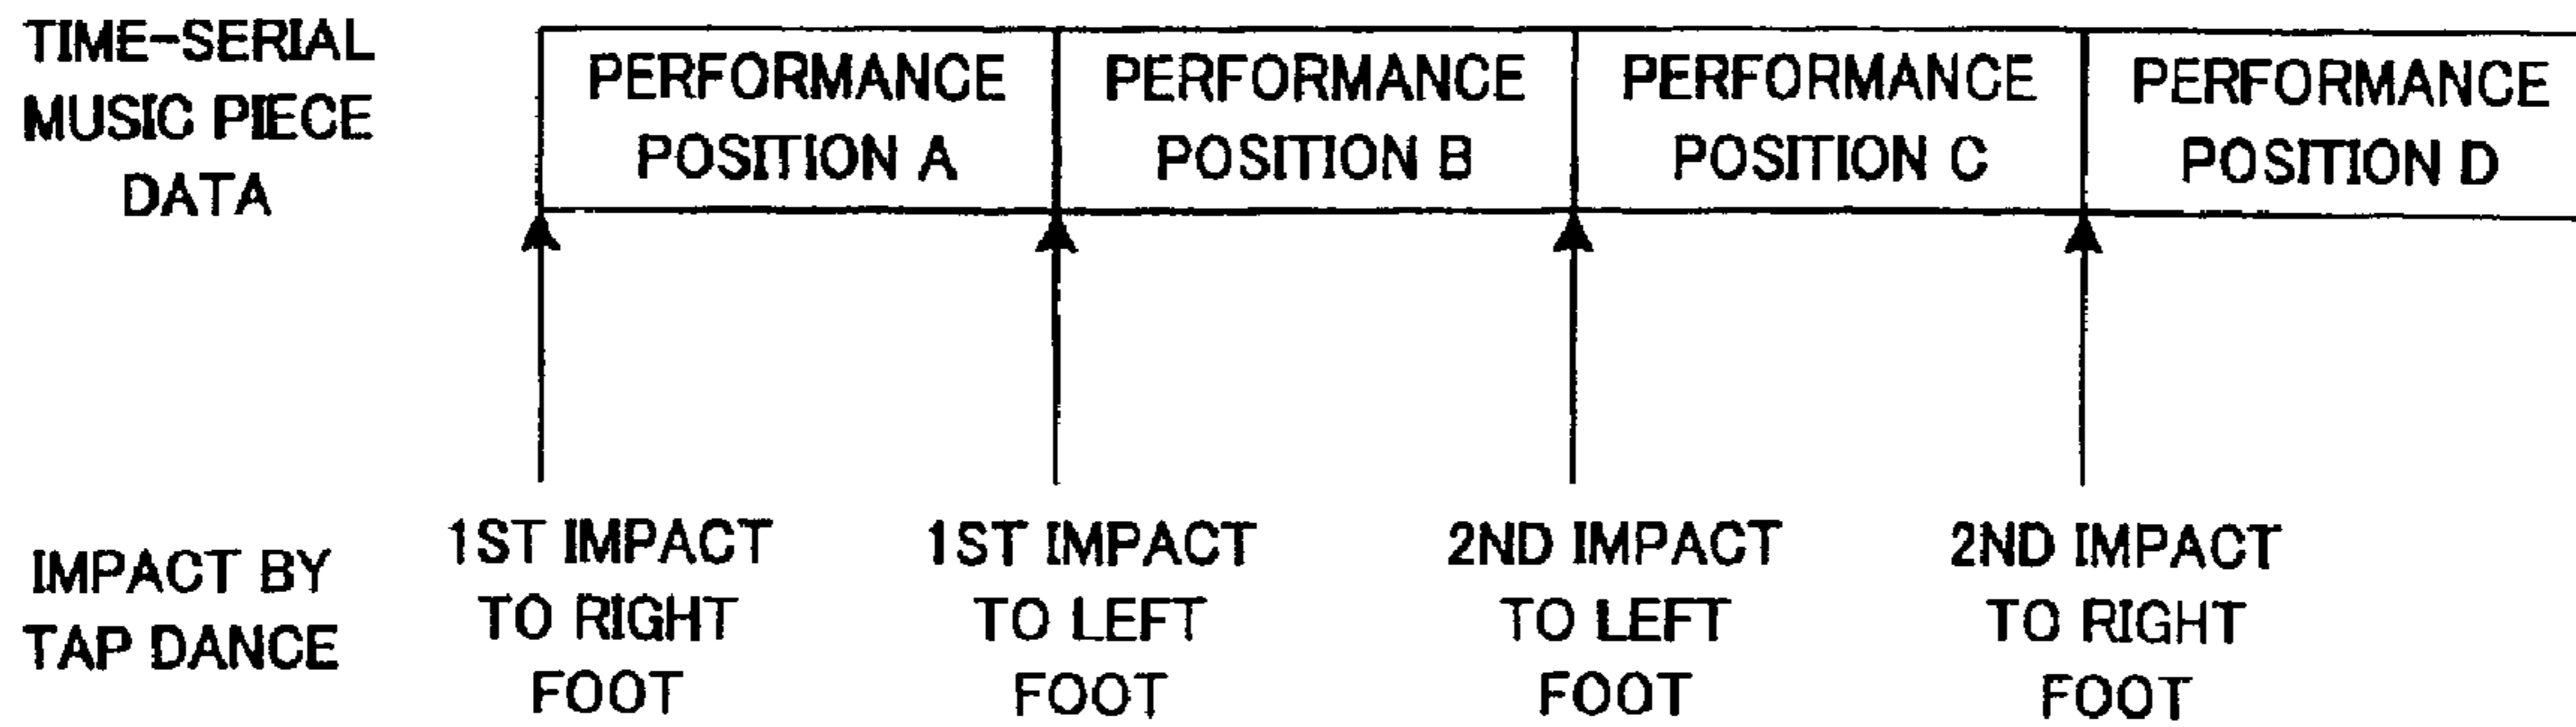 TIME-SERIAL
MUSIC PIECE
DATA
PERFORMANCE
POSITION A
PERFORMANCE
POSITION B
PERFORMANCE
POSITION C
PERFORMANCE
POSITION D
IMPACT BY
TAP DANCE
1ST IMPACT
TO RIGHT
FOOT
1ST IMPACT
TO LEFT
FOOT
2ND IMPACT
TO LEFT
FOOT
2ND IMPACT
TO RIGHT
FOOT